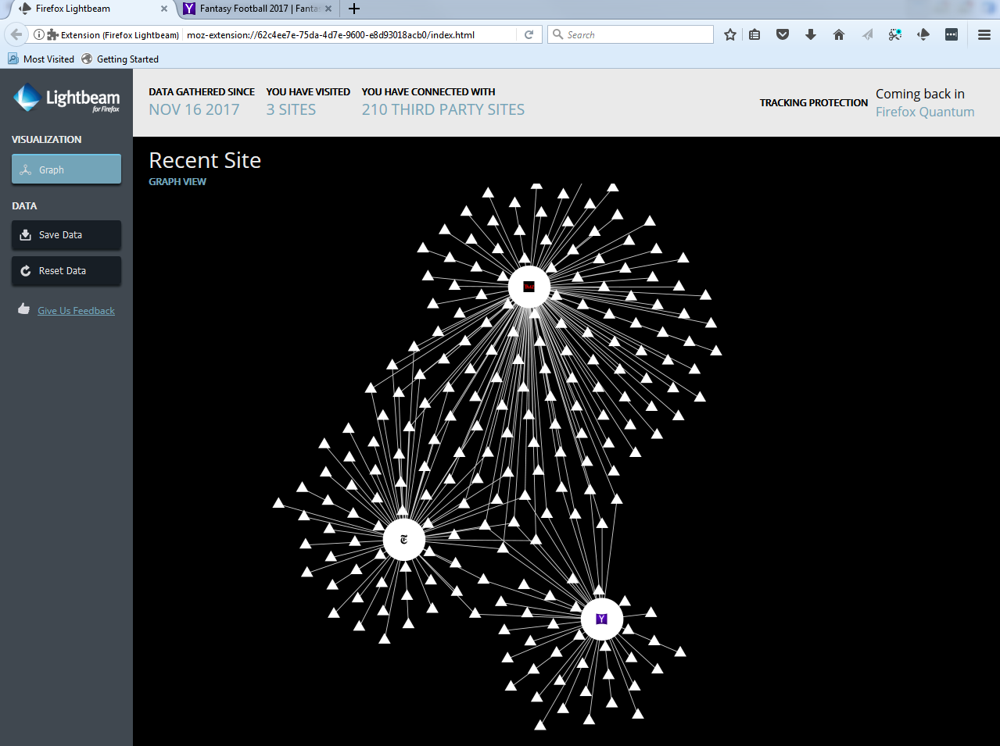 Firefox Lightbeam
Fantasy Football 2017 | Fanta
Extension (Firefox Lightbeam)
moz-extension://62c4ee7e-75da-4d7e-9600-e8d93018acb0/index.html
Search
Most Visited
Getting Started
Lightbeam
for Firefox
DATA GATHERED SINCE
NOV 16 2017
YOU HAVE VISITED
3 SITES
YOU HAVE CONNECTED WITH
210 THIRD PARTY SITES
TRACKING PROTECTION
Coming back in
Firefox Quantum
VISUALIZATION
Graph
DATA
Save Data
Reset Data
Give Us Feedback
Recent Site
GRAPH VIEW